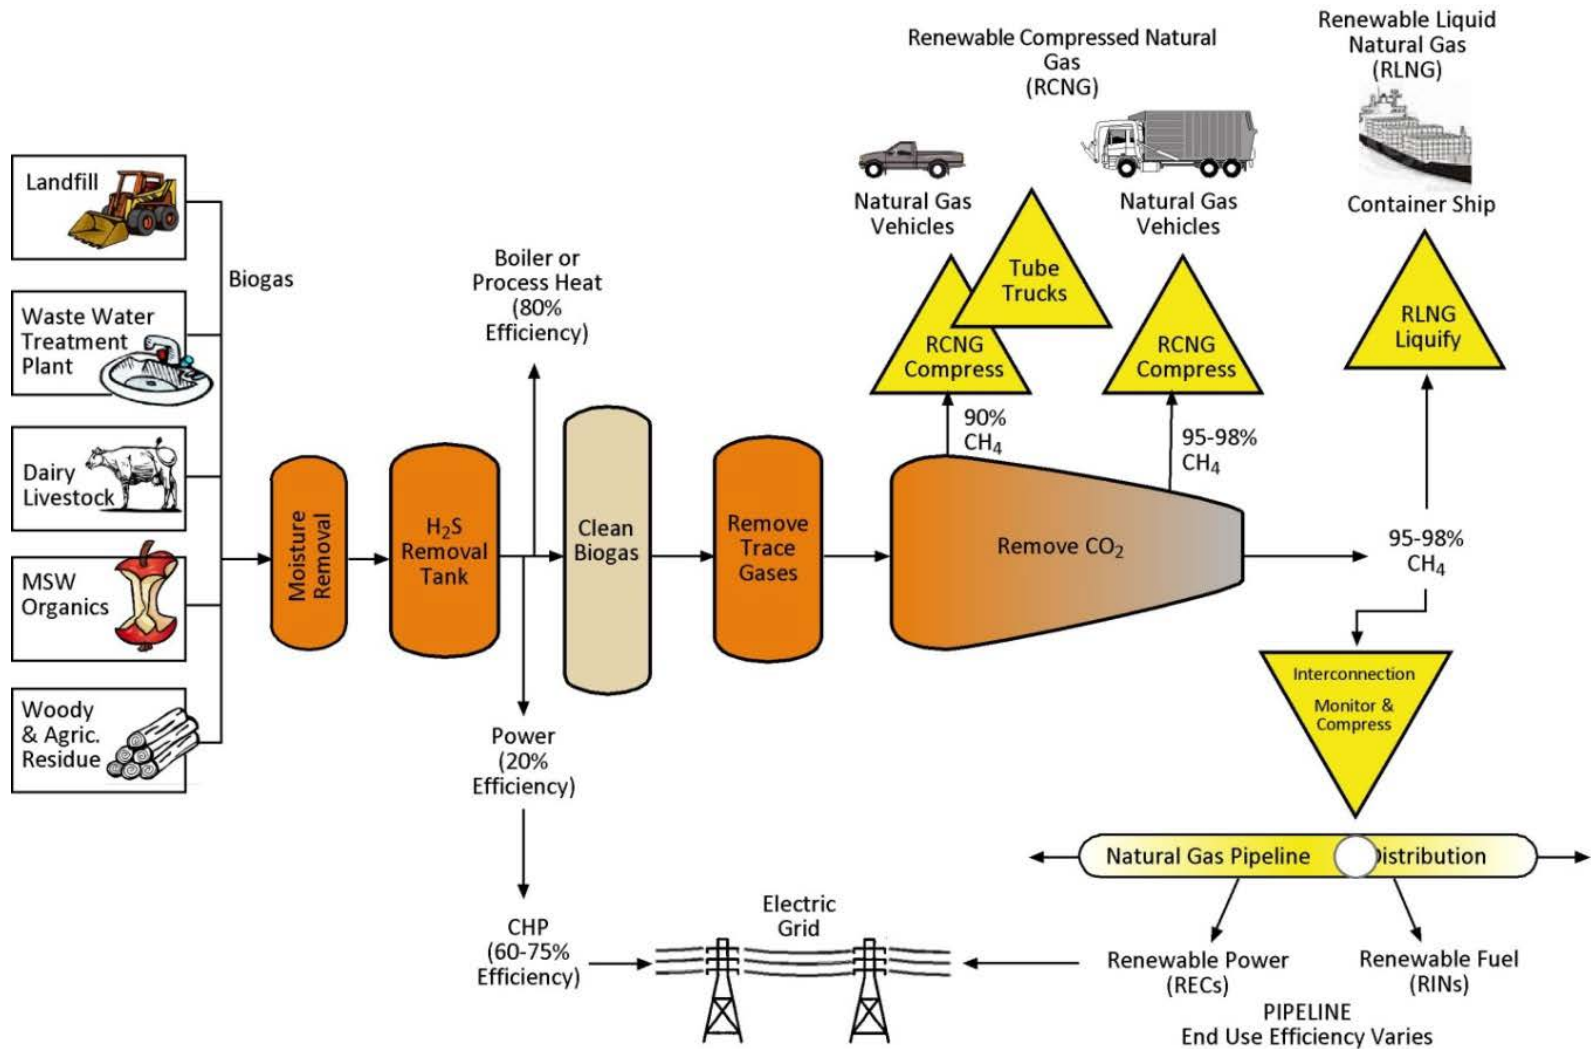 Renewable Compressed Natural
Gas
(RCNG)
Renewable Liquid
Natural Gas
(RLNG)
Natural Gas
Vehicles
Natural Gas
Vehicles
Container Ship
Landfill
Biogas
Waste Water
Treatment
Plant
Dairy
Livestock
MSW
Organics
Woody
& Agric.
Residue
Boiler or
Process Heat
(80%
Efficiency)
Tube
Trucks
RCNG
Compress
RCNG
Compress
RLNG
Liquify
90%
CH₄
95-98%
CH₄
Moisture
Removal
H₂S
Removal
Tank
Clean
Biogas
Remove
Trace
Gases
Remove CO₂
95-98%
CH₄
Interconnection
Monitor &
Compress
Power
(20%
Efficiency)
CHP
(60-75%
Efficiency)
Electric
Grid
Natural Gas Pipeline
istribution
Renewable Power
(RECs)
Renewable Fuel
(RINs)
PIPELINE
End Use Efficiency Varies